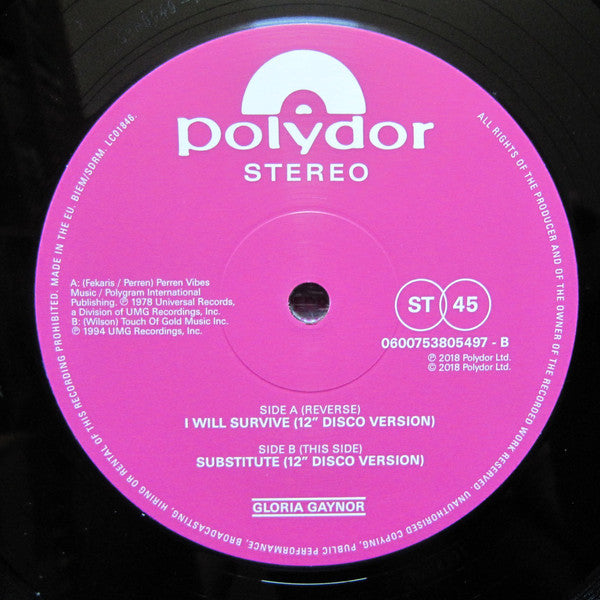 polydor
STEREO
ALL RIGHTS OF THE PRODUCER AND OF THE OWNER OF THE RECORDED WORK RESERVED. UNAUTHORISED COPYING, PUBLIC PERFORMANCE, BROADCASTING, HIRING OR RENTAL OF THIS RECORDING PROHIBITED. MADE IN THE EU. BIEM/SDRM. LC01846.
A: (Fekaris / Perren) Perren Vibes
Music / Polygram International
Publishing. ℗ 1978 Universal Records,
a Division of UMG Recordings, Inc.
B: (Wilson) Touch Of Gold Music Inc.
℗ 1994 UMG Recordings, Inc.
ST 45
0600753805497 - B
℗ 2018 Polydor Ltd.
© 2018 Polydor Ltd.
SIDE A (REVERSE)
I WILL SURVIVE (12” DISCO VERSION)
SIDE B (THIS SIDE)
SUBSTITUTE (12” DISCO VERSION)
GLORIA GAYNOR